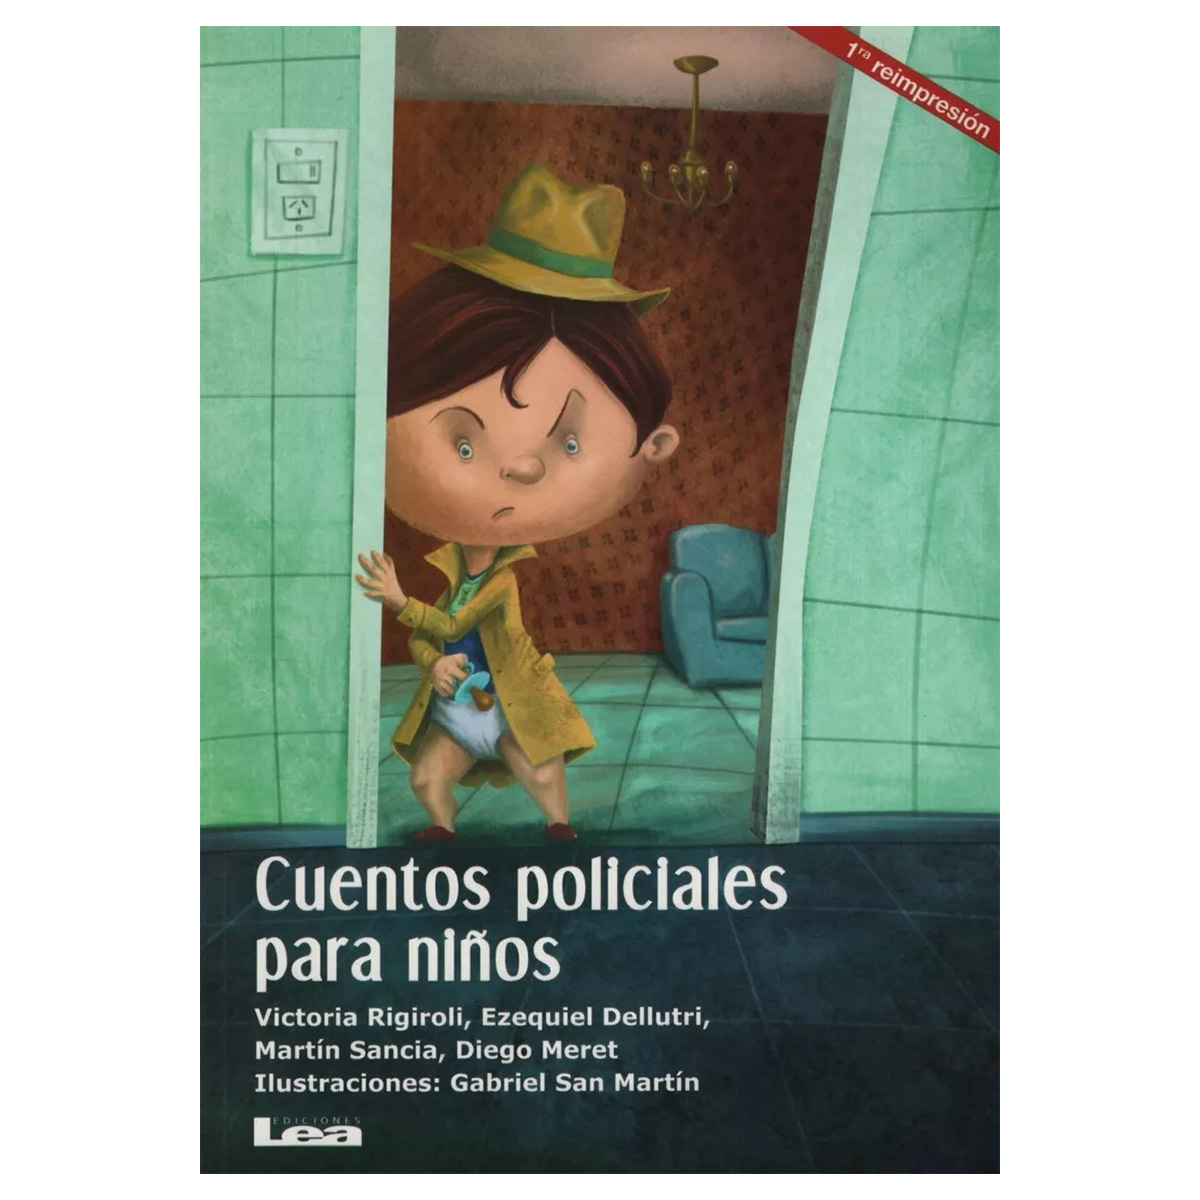 1ra reimpresión
Cuentos policiales
para niños
Victoria Rigiroli, Ezequiel Dellutri,
Martín Sancia, Diego Meret
Ilustraciones: Gabriel San Martín
EDICIONES
Lea